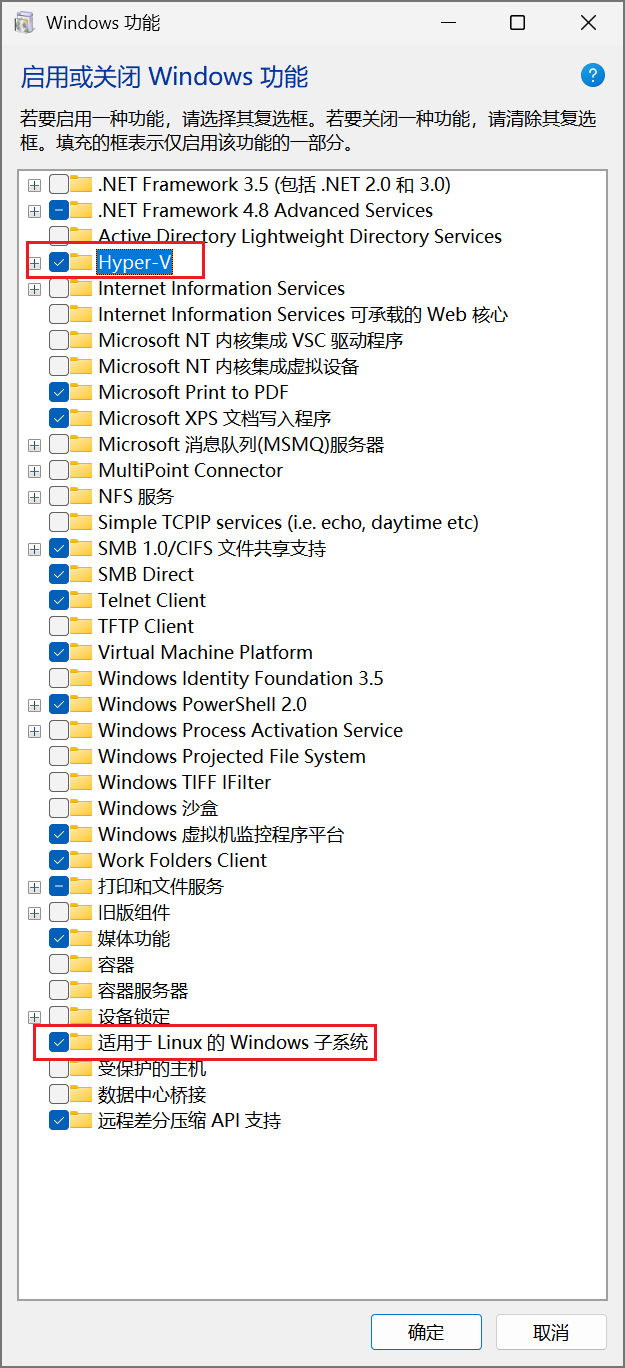 Windows 功能
启用或关闭 Windows 功能
?
若要启用一种功能，请选择其复选框。若要关闭一种功能，请清除其复选
框。填充的框表示仅启用该功能的一部分。
.NET Framework 3.5 (包括 .NET 2.0 和 3.0)
.NET Framework 4.8 Advanced Services
Active Directory Lightweight Directory Services
Hyper-V
Internet Information Services
Internet Information Services 可承载的 Web 核心
Microsoft NT 内核集成 VSC 驱动程序
Microsoft NT 内核集成虚拟设备
Microsoft Print to PDF
Microsoft XPS 文档写入程序
Microsoft 消息队列(MSMQ)服务器
MultiPoint Connector
NFS 服务
Simple TCPIP services (i.e. echo, daytime etc)
SMB 1.0/CIFS 文件共享支持
SMB Direct
Telnet Client
TFTP Client
Virtual Machine Platform
Windows Identity Foundation 3.5
Windows PowerShell 2.0
Windows Process Activation Service
Windows Projected File System
Windows TIFF IFilter
Windows 沙盒
Windows 虚拟机监控程序平台
Work Folders Client
打印和文件服务
旧版组件
媒体功能
容器
容器服务器
设备锁定
适用于 Linux 的 Windows 子系统
受保护的主机
数据中心桥接
远程差分压缩 API 支持
确定
取消